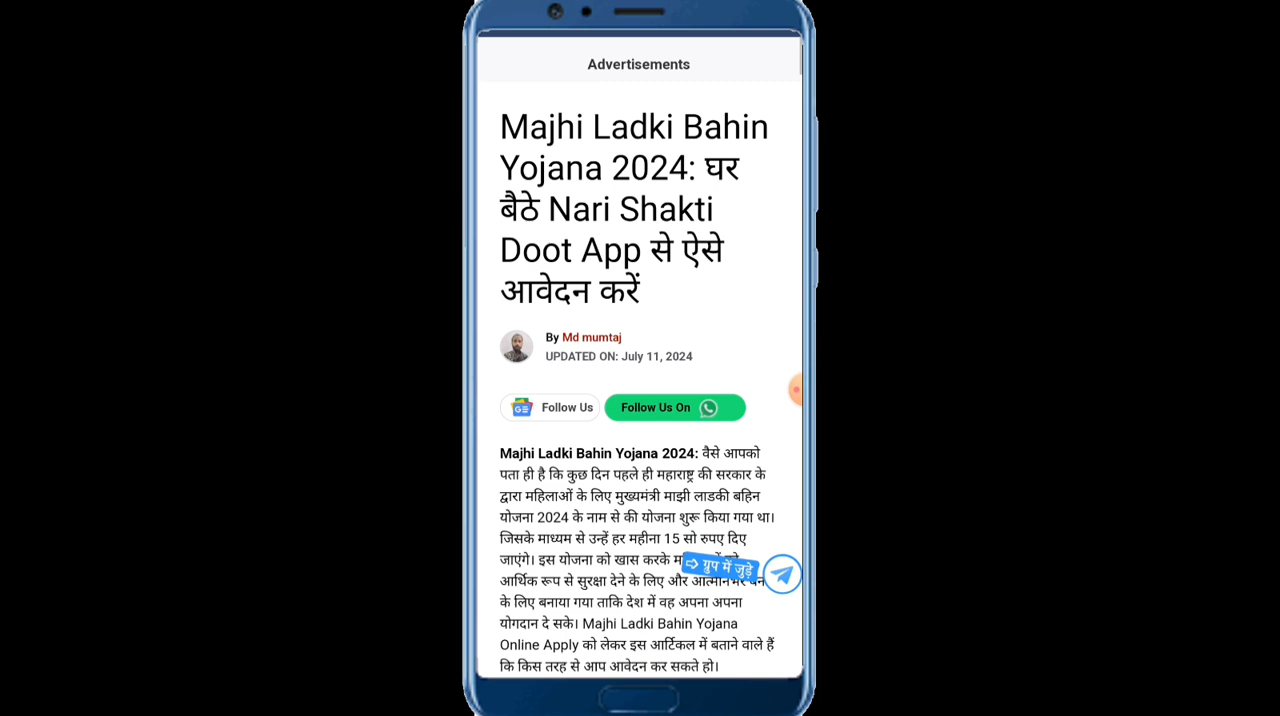 Advertisements
Majhi Ladki Bahin
Yojana 2024: घर
बैठे Nari Shakti
Doot App से ऐसे
आवेदन करें
By Md mumtaj
UPDATED ON: July 11, 2024
GE Follow Us Follow Us On
Majhi Ladki Bahin Yojana 2024: वैसे आपको
पता ही है कि कुछ दिन पहले ही महाराष्ट्र की सरकार के
द्वारा महिलाओं के लिए मुख्यमंत्री माझी लाडकी बहिन
योजना 2024 के नाम से की योजना शुरू किया गया था।
जिसके माध्यम से उन्हें हर महीना 15 सो रुपए दिए
जाएंगे। इस योजना को खास करके
ग्रुप में जुड़े
आर्थिक रूप से सुरक्षा देने के लिए और
के लिए बनाया गया ताकि देश में वह अपना अपना
योगदान दे सके। Majhi Ladki Bahin Yojana
Online Apply को लेकर इस आर्टिकल में बताने वाले हैं
कि किस तरह से आप आवेदन कर सकते हो।